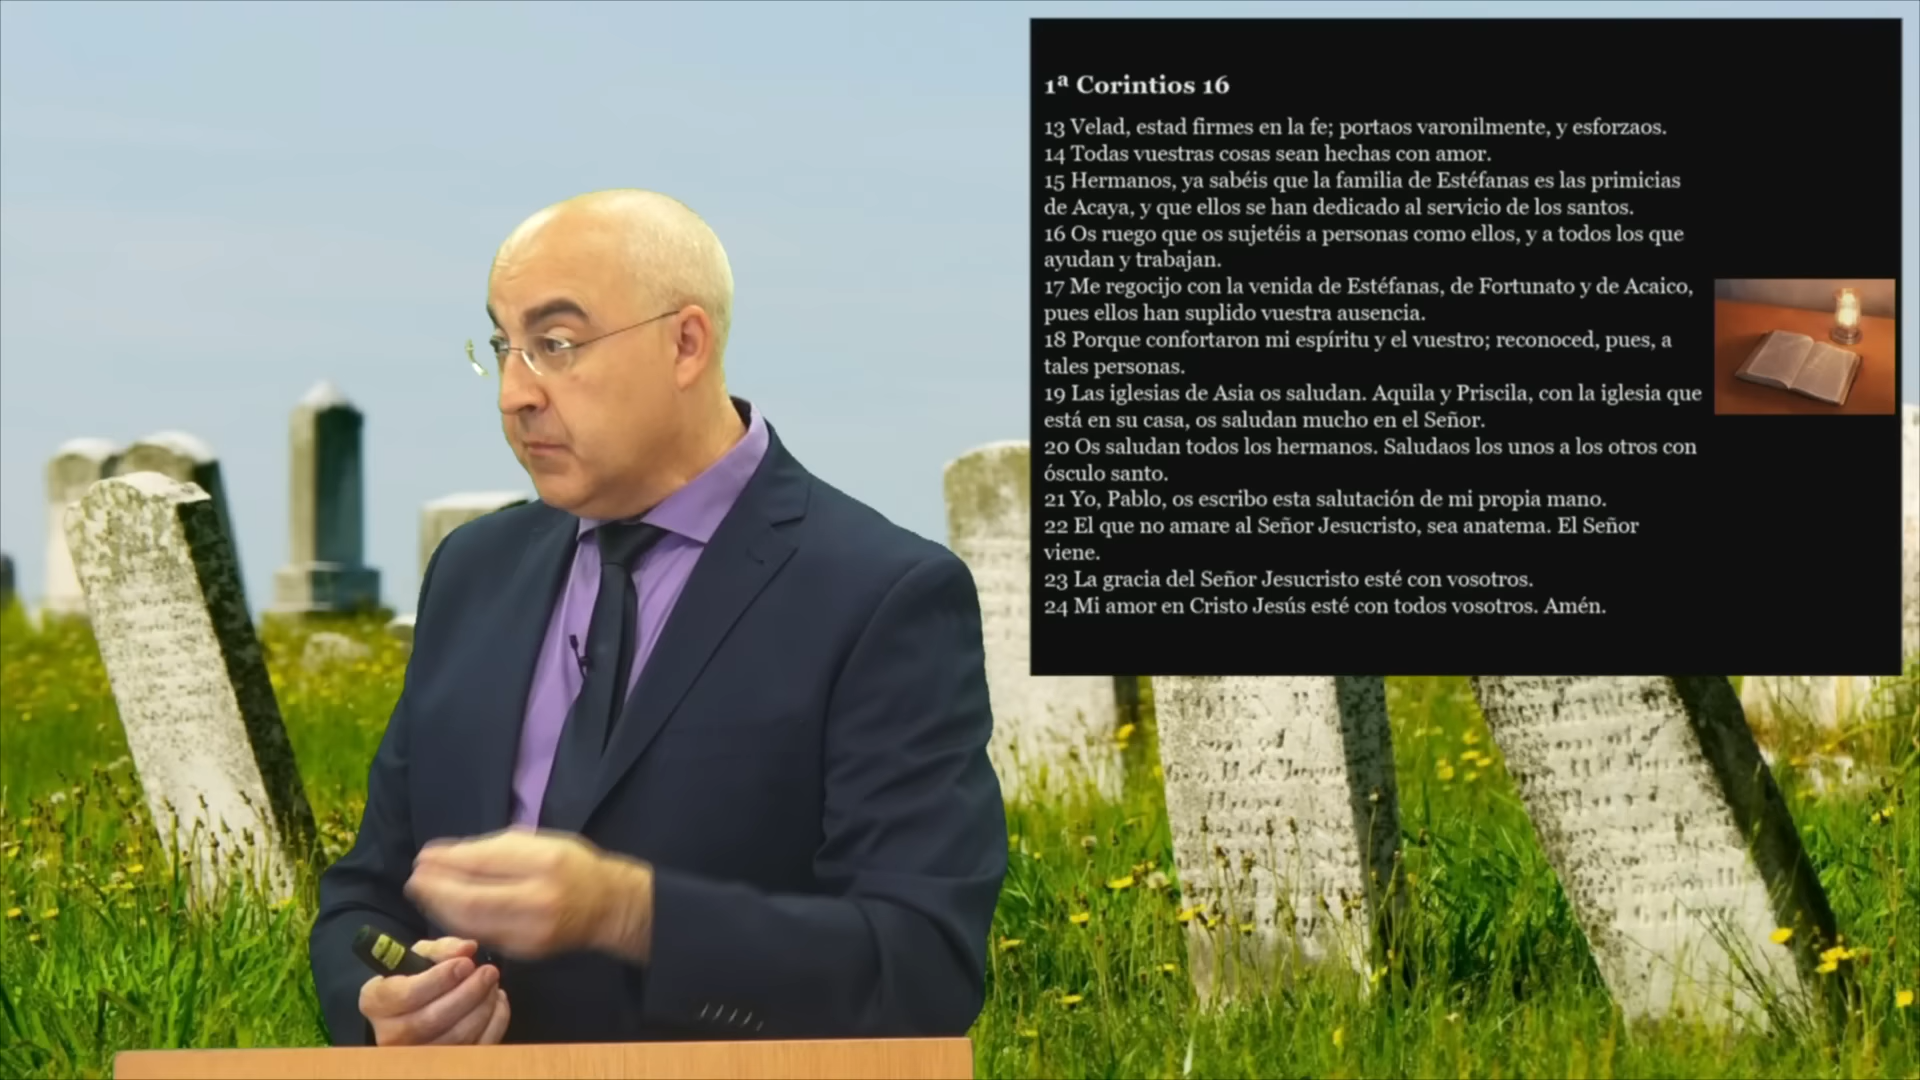 1ª Corintios 16
13 Velad, estad firmes en la fe; portaos varonilmente, y esforzaos.
14 Todas vuestras cosas sean hechas con amor.
15 Hermanos, ya sabéis que la familia de Estéfanas es las primicias
de Acaya, y que ellos se han dedicado al servicio de los santos.
16 Os ruego que os sujetéis a personas como ellos, y a todos los que
ayudan y trabajan.
17 Me regocijo con la venida de Estéfanas, de Fortunato y de Acaico,
pues ellos han suplido vuestra ausencia.
18 Porque confortaron mi espíritu y el vuestro; reconoced, pues, a
tales personas.
19 Las iglesias de Asia os saludan. Aquila y Priscila, con la iglesia que
está en su casa, os saludan mucho en el Señor.
20 Os saludan todos los hermanos. Saludaos los unos a los otros con
ósculo santo.
21 Yo, Pablo, os escribo esta salutación de mi propia mano.
22 El que no amare al Señor Jesucristo, sea anatema. El Señor
viene.
23 La gracia del Señor Jesucristo esté con vosotros.
24 Mi amor en Cristo Jesús esté con todos vosotros. Amén.